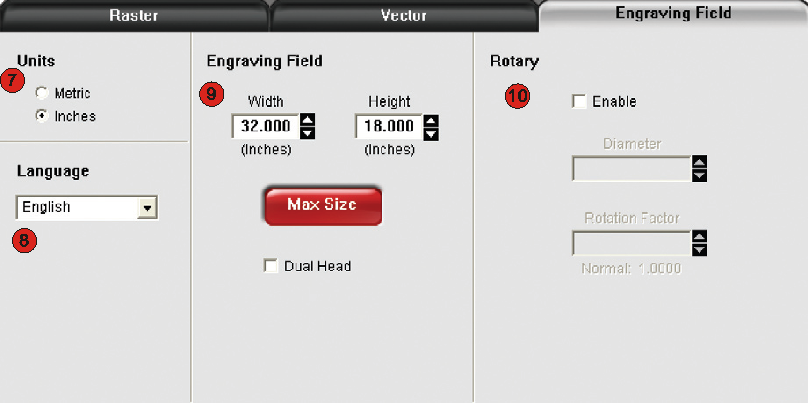 Raster
Vector
Engraving Field
Units
7
Metric
Inches
Language
English
8
Engraving Field
9
Width
Height
32.000
18.000
(Inches)
(Inches)
Max Size
Dual Head
Rotary
10
Enable
Diameter
Rotation Factor
Normal: 1.0000